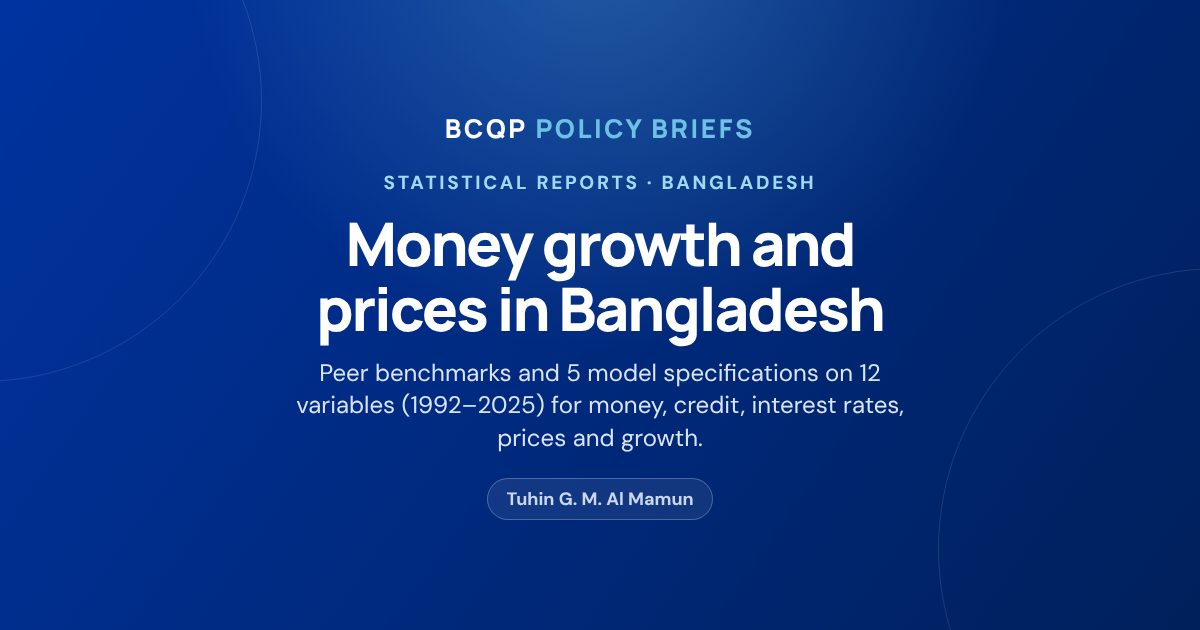 BCQP POLICY BRIEFS
STATISTICAL REPORTS · BANGLADESH
Money growth and
prices in Bangladesh
Peer benchmarks and 5 model specifications on 12
variables (1992–2025) for money, credit, interest rates,
prices and growth.
Tuhin G. M. Al Mamun